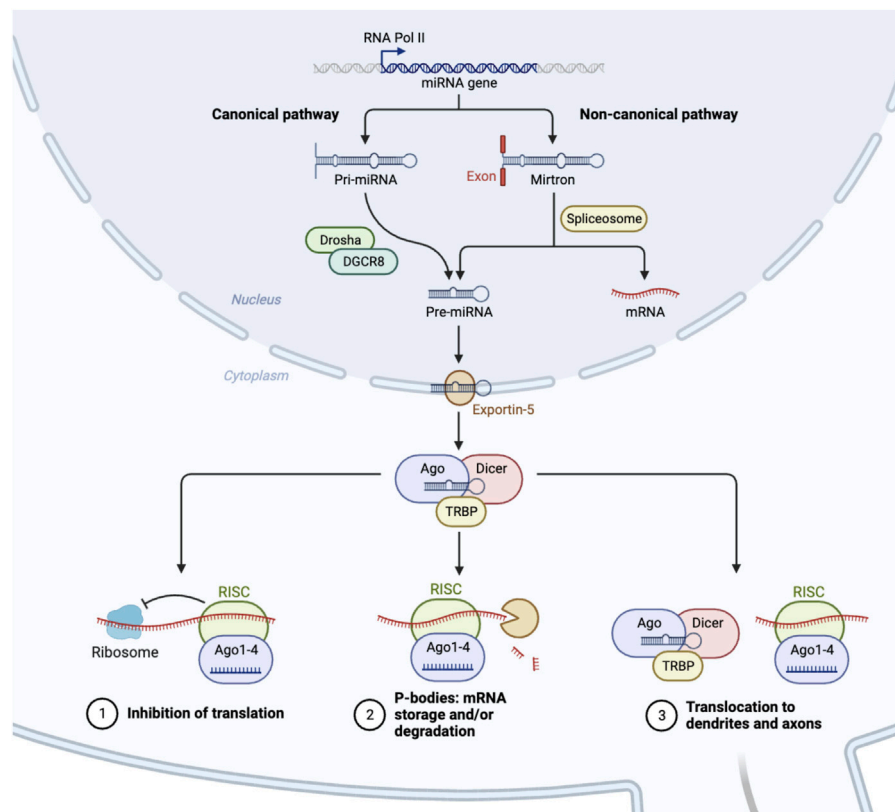 RNA Pol II
miRNA gene
Canonical pathway
Non-canonical pathway
Pri-miRNA
Exon
Mirtron
Spliceosome
Drosha
DGCR8
Nucleus
Pre-miRNA
mRNA
Cytoplasm
Exportin-5
Ago
Dicer
TRBP
RISC
Ribosome
Ago1-4
1
Inhibition of translation
RISC
Ago1-4
2
P-bodies: mRNA
storage and/or
degradation
Ago
Dicer
TRBP
RISC
Ago1-4
3
Translocation to
dendrites and axons